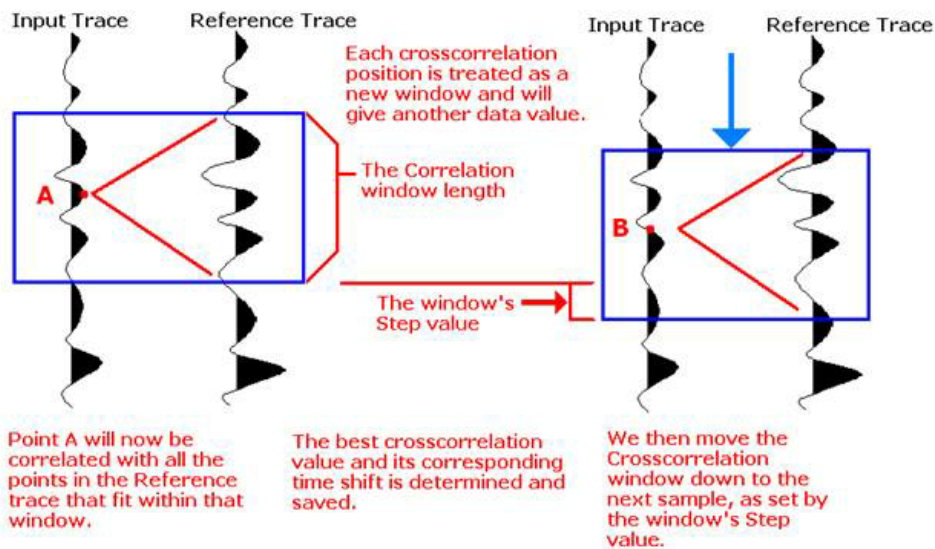 Input Trace
Reference Trace
Each crosscorrelation
position is treated as a
new window and will
give another data value.
The Correlation
window length
A
The window's
Step value
Input Trace
Reference Trace
B
Point A will now be
correlated with all the
points in the Reference
trace that fit within that
window.
The best crosscorrelation
value and its corresponding
time shift is determined and
saved.
We then move the
Crosscorrelation
window down to the
next sample, as set by
the window's Step
value.